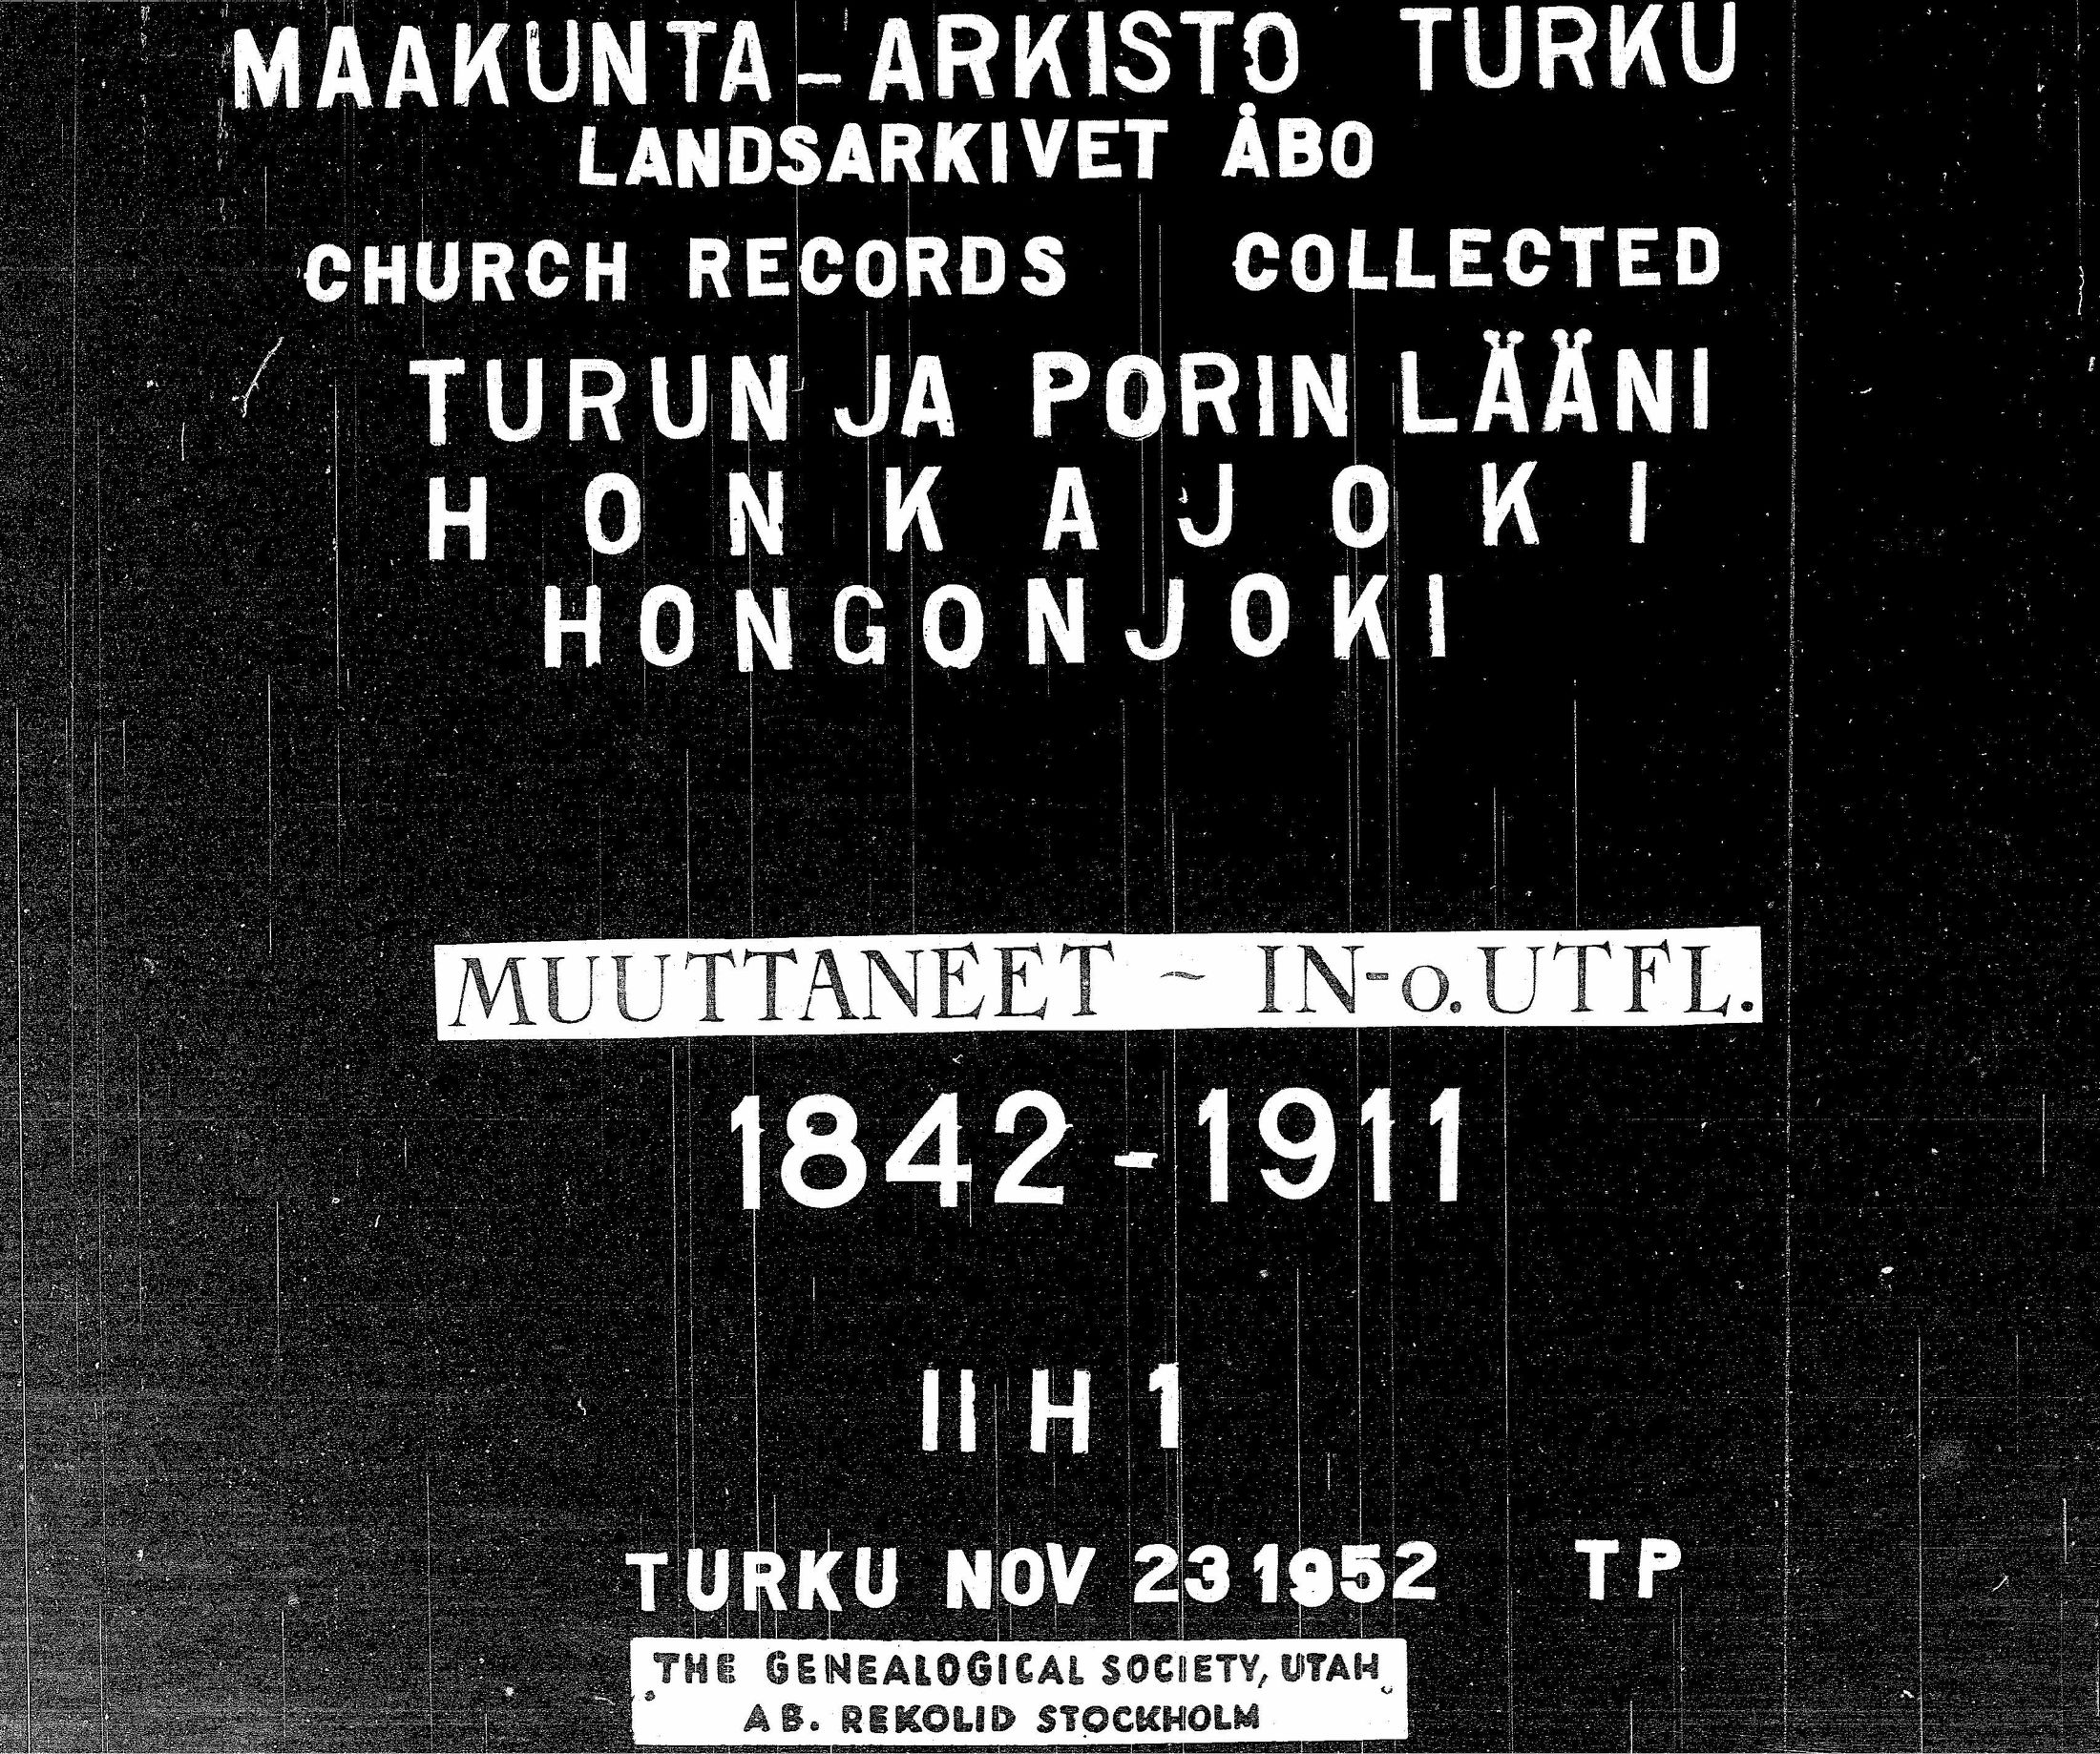 MAAKUNTA-ARKISTO TURKU
LANDSARKIVET ÅBO
CHURCH RECORDS COLLECTED
TURUN JA PORIN LÄÄNI
HONKAJOKI
HONGONJOKI
MUUTTANEET ~ IN-o. UTFL.
1842-1911
II H 1
TURKU NOV 23 1952 TP
THE GENEALOGICAL SOCIETY, UTAH
AB. REKOLID STOCKHOLM